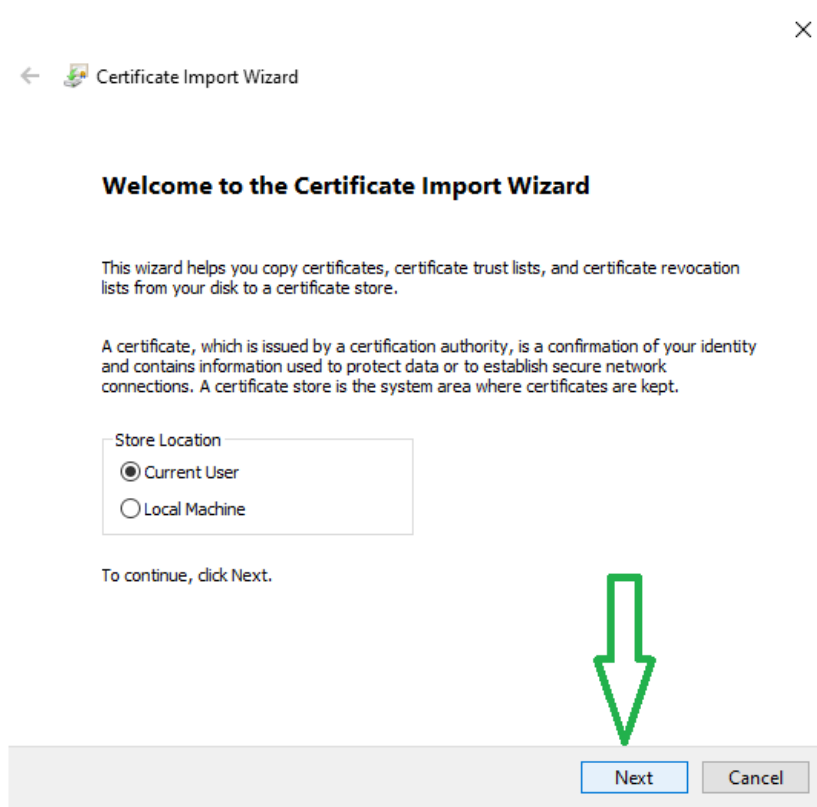 Certificate Import Wizard
Welcome to the Certificate Import Wizard
This wizard helps you copy certificates, certificate trust lists, and certificate revocation
lists from your disk to a certificate store.
A certificate, which is issued by a certification authority, is a confirmation of your identity
and contains information used to protect data or to establish secure network
connections. A certificate store is the system area where certificates are kept.
Store Location
Current User
Local Machine
To continue, click Next.
Next Cancel